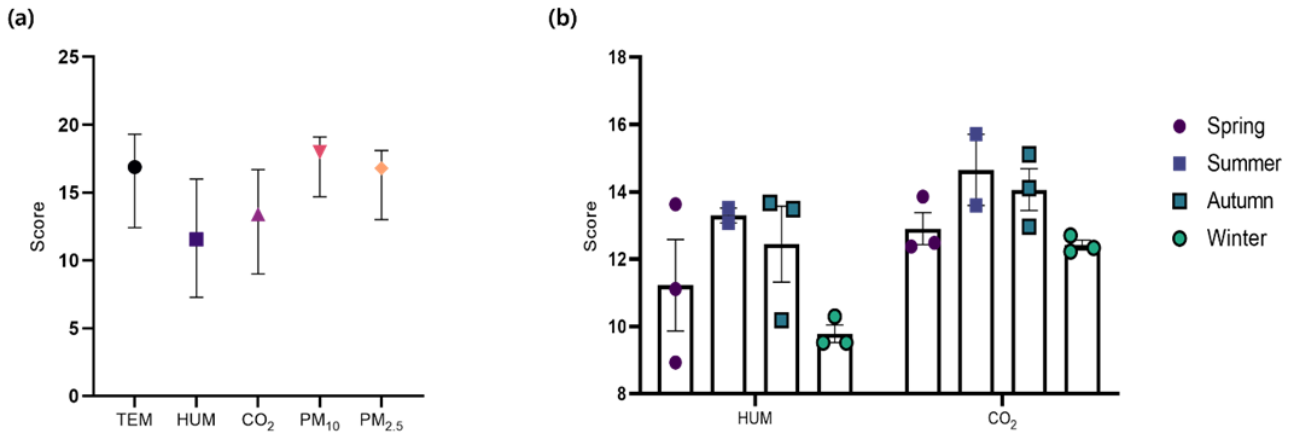 (a)
(b)
25
20
15
10
5
0
Score
TEM
HUM
CO₂
PM₁₀
PM₂.₅
18
16
14
12
10
8
Score
HUM
CO₂
Spring
Summer
Autumn
Winter